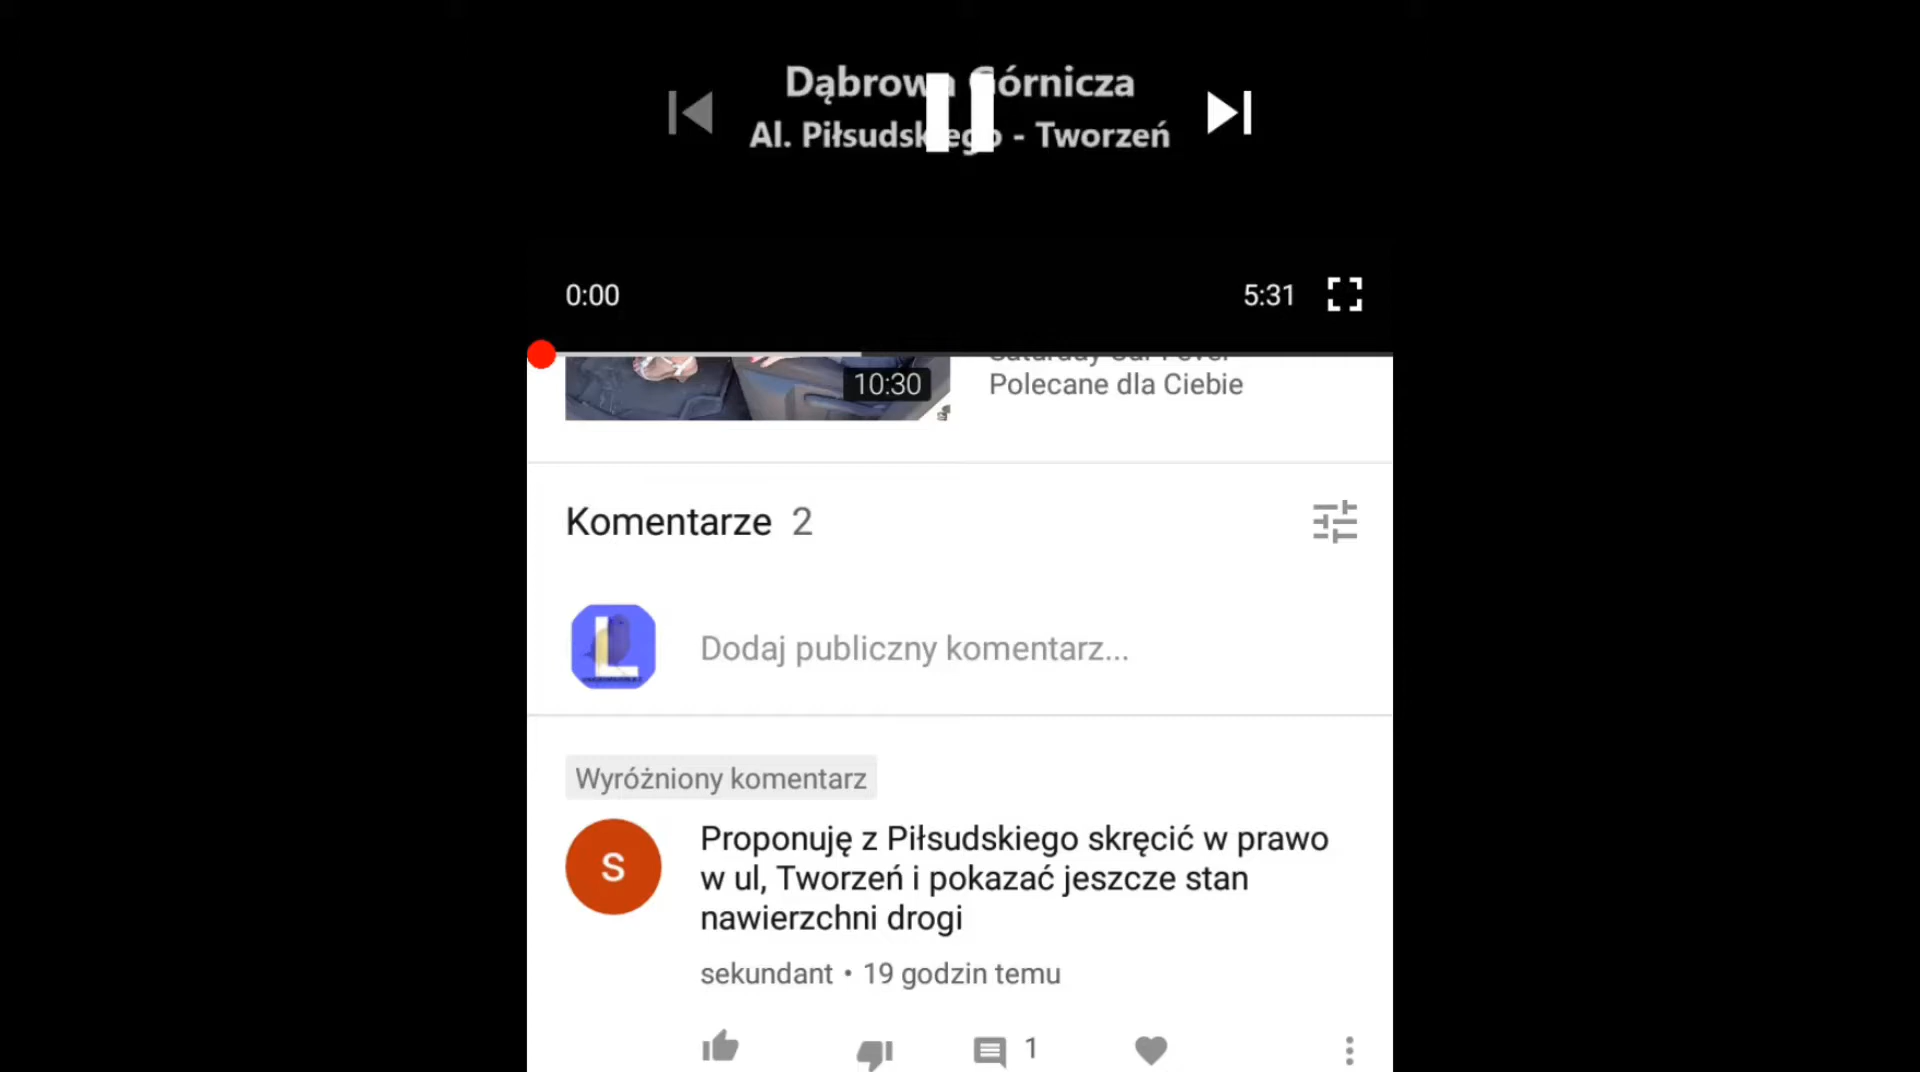 Dąbrowa Górnicza
Al. Piłsudskiego - Tworzeń
0:00
5:31
10:30
Polecane dla Ciebie
Komentarze 2
L
Dodaj publiczny komentarz...
Wyróżniony komentarz
S
Proponuję z Piłsudskiego skręcić w prawo
w ul, Tworzeń i pokazać jeszcze stan
nawierzchni drogi
sekundant • 19 godzin temu
1